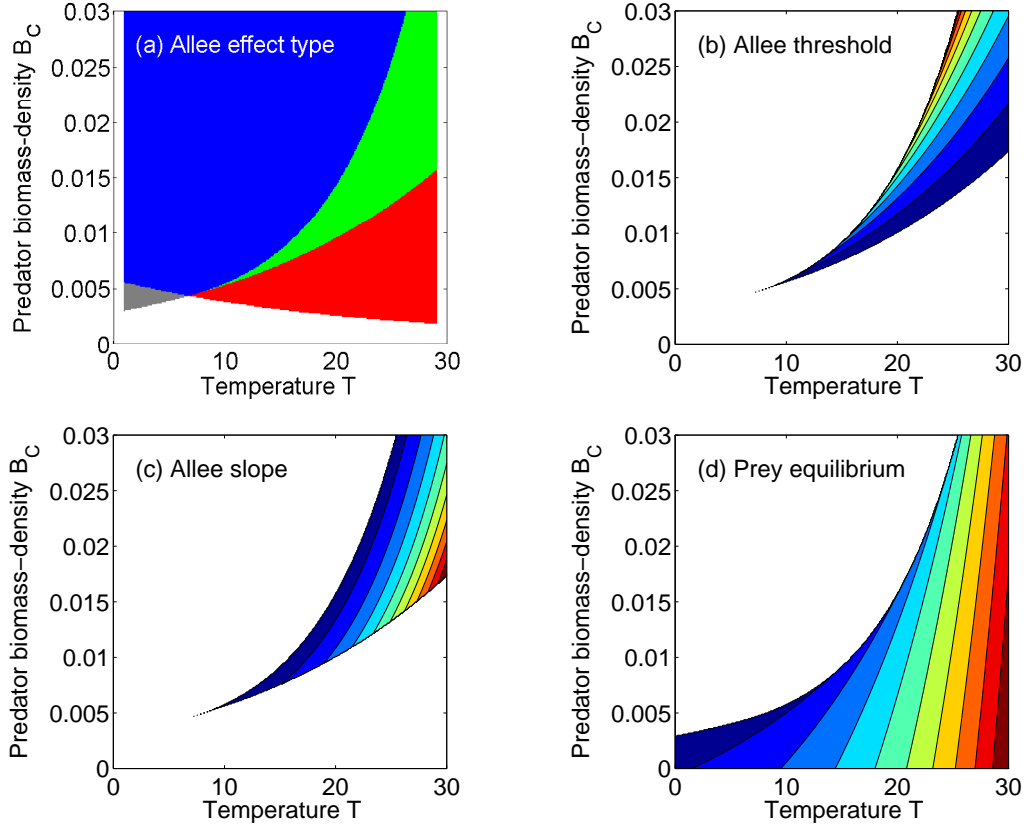 (a) Allee effect type
Predator biomass-density B_C
0.03
0.025
0.02
0.015
0.01
0.005
0
0 10 20 30
Temperature T
(b) Allee threshold
Predator biomass-density B_C
0.03
0.025
0.02
0.015
0.01
0.005
0
0 10 20 30
Temperature T
(c) Allee slope
Predator biomass-density B_C
0.03
0.025
0.02
0.015
0.01
0.005
0
0 10 20 30
Temperature T
(d) Prey equilibrium
Predator biomass-density B_C
0.03
0.025
0.02
0.015
0.01
0.005
0
0 10 20 30
Temperature T